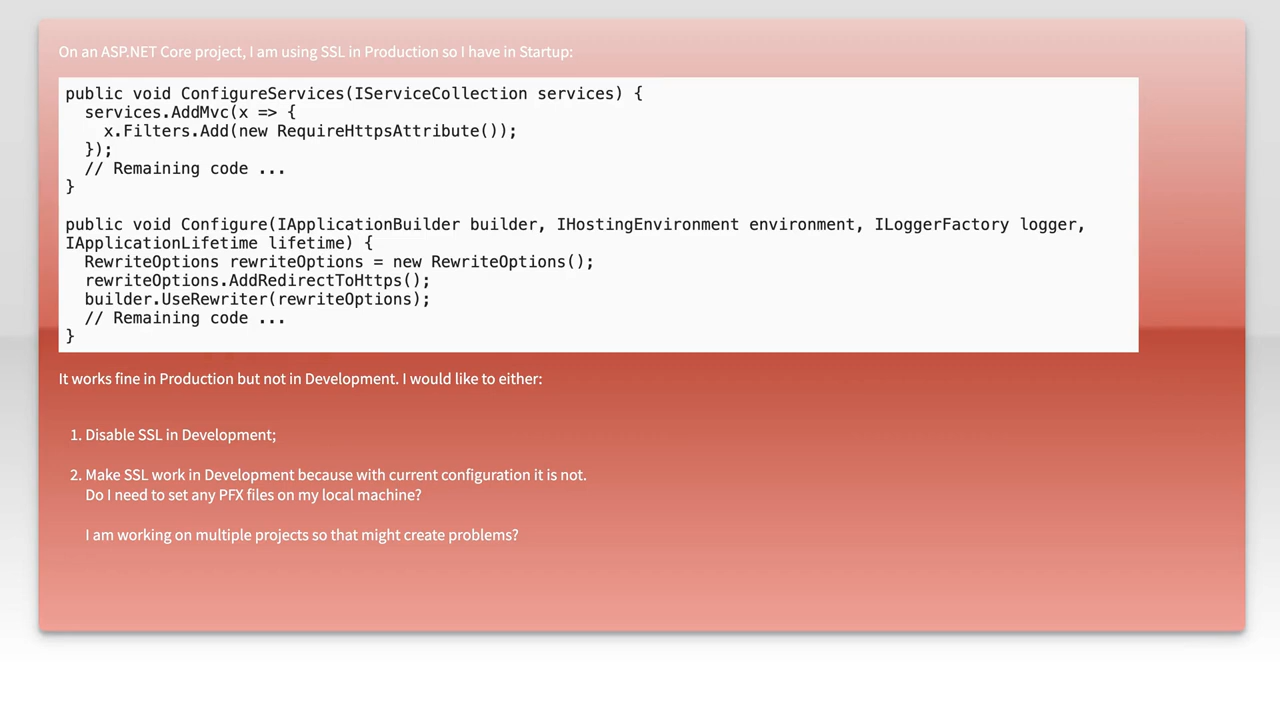 On an ASP.NET Core project, I am using SSL in Production so I have in Startup:
public void ConfigureServices(IServiceCollection services) {
  services.AddMvc(x => {
    x.Filters.Add(new RequireHttpsAttribute());
  });
  // Remaining code ...
}

public void Configure(IApplicationBuilder builder, IHostingEnvironment environment, ILoggerFactory logger,
IApplicationLifetime lifetime) {
  RewriteOptions rewriteOptions = new RewriteOptions();
  rewriteOptions.AddRedirectToHttps();
  builder.UseRewriter(rewriteOptions);
  // Remaining code ...
}
It works fine in Production but not in Development. I would like to either:
1. Disable SSL in Development;
2. Make SSL work in Development because with current configuration it is not.
Do I need to set any PFX files on my local machine?
I am working on multiple projects so that might create problems?